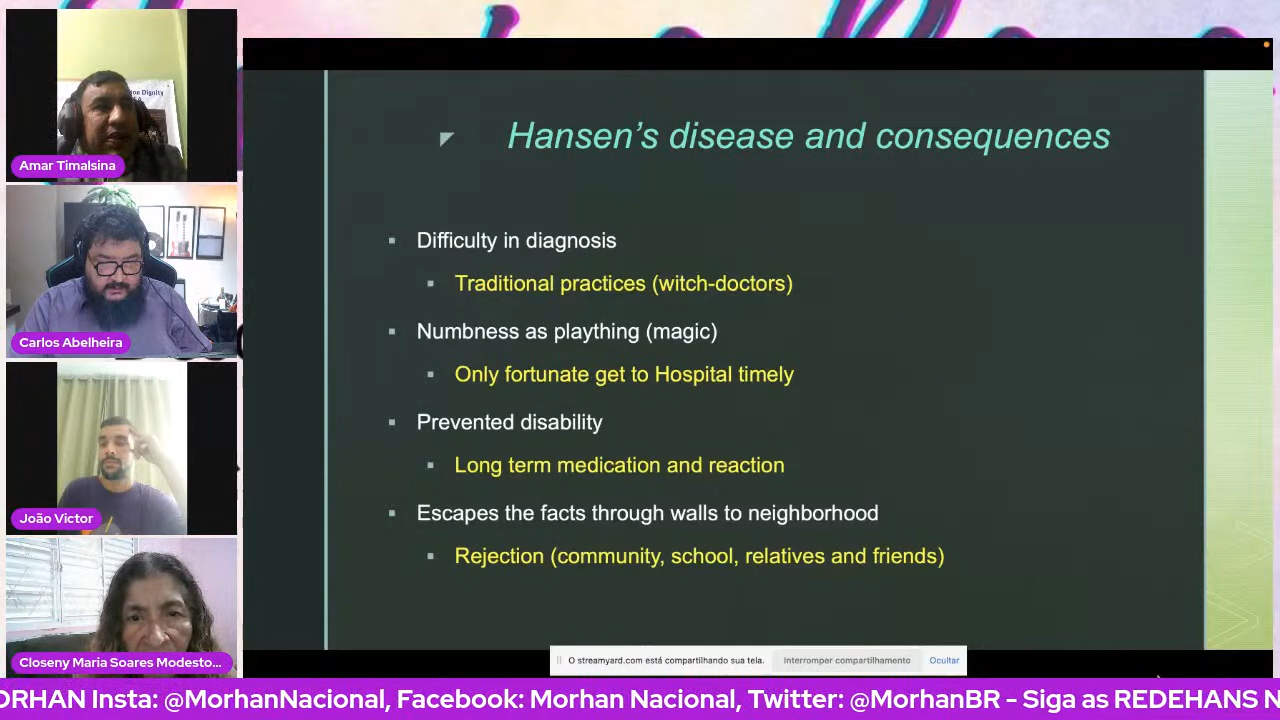 on Dignity
Amar Timalsina
Carlos Abelheira
João Victor
Closeny Maria Soares Modesto...
Hansen's disease and consequences
Difficulty in diagnosis
Traditional practices (witch-doctors)
Numbness as plaything (magic)
Only fortunate get to Hospital timely
Prevented disability
Long term medication and reaction
Escapes the facts through walls to neighborhood
Rejection (community, school, relatives and friends)
O streamyard.com está compartilhando sua tela. Interromper compartilhamento Ocultar
ORHAN Insta: @MorhanNacional, Facebook: Morhan Nacional, Twitter: @MorhanBR - Siga as REDEHANS N